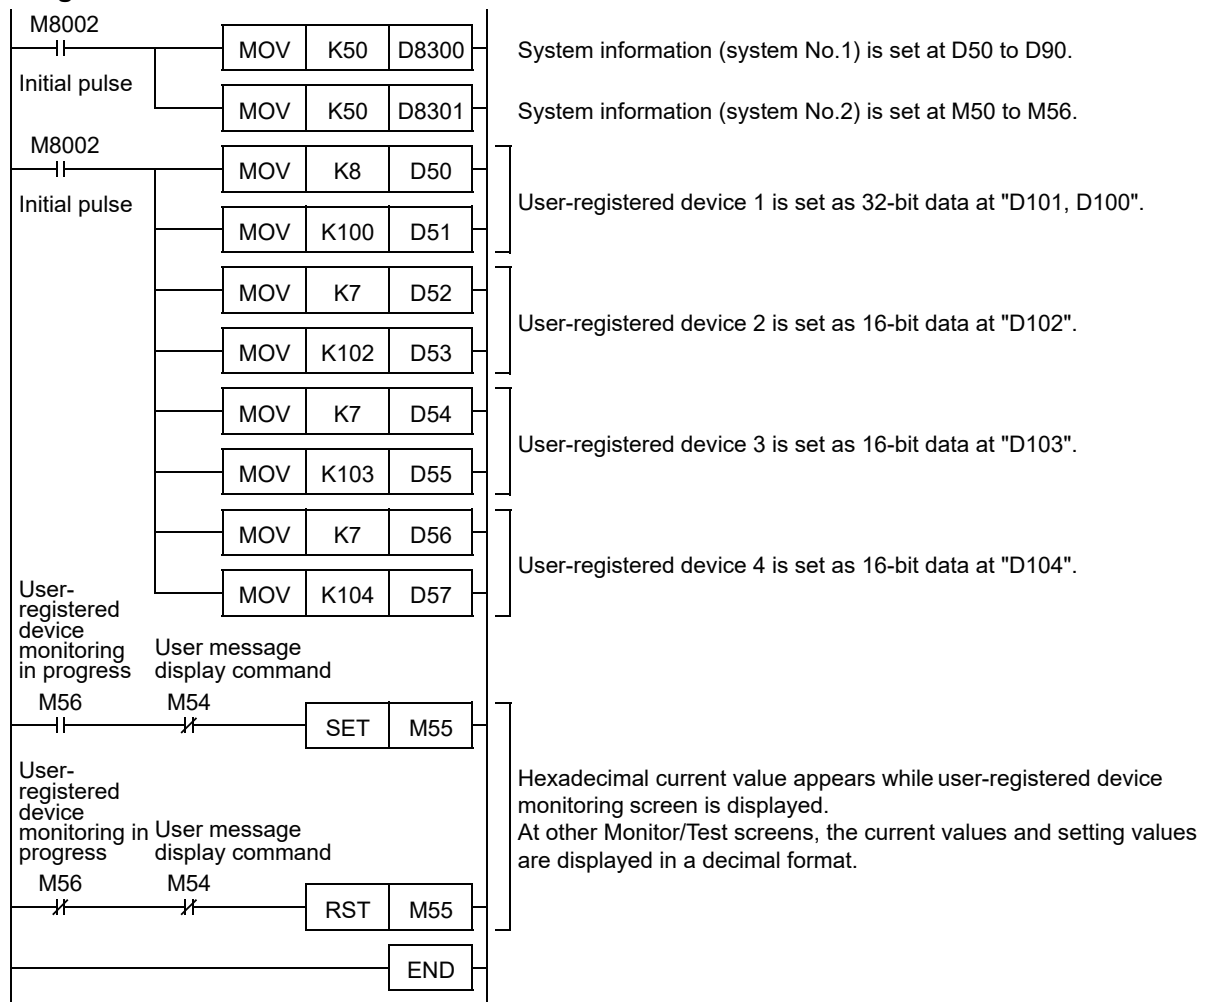 M8002
MOV K50 D8300
System information (system No.1) is set at D50 to D90.
Initial pulse
MOV K50 D8301
System information (system No.2) is set at M50 to M56.
M8002
MOV K8 D50
Initial pulse
User-registered device 1 is set as 32-bit data at "D101, D100".
MOV K100 D51
MOV K7 D52
User-registered device 2 is set as 16-bit data at "D102".
MOV K102 D53
MOV K7 D54
User-registered device 3 is set as 16-bit data at "D103".
MOV K103 D55
MOV K7 D56
User-registered device 4 is set as 16-bit data at "D104".
MOV K104 D57
User-
registered
device
monitoring
in progress
User message
display command
M56 M54
SET M55
User-
registered
device
monitoring in
progress
User message
display command
Hexadecimal current value appears while user-registered device
monitoring screen is displayed.
At other Monitor/Test screens, the current values and setting values
are displayed in a decimal format.
M56 M54
RST M55
END